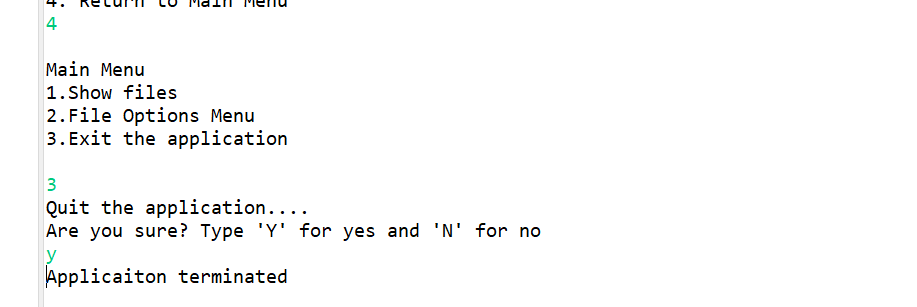 4. Return to Main Menu
4
Main Menu
1.Show files
2.File Options Menu
3.Exit the application
3
Quit the application....
Are you sure? Type 'Y' for yes and 'N' for no
y
Applicaiton terminated